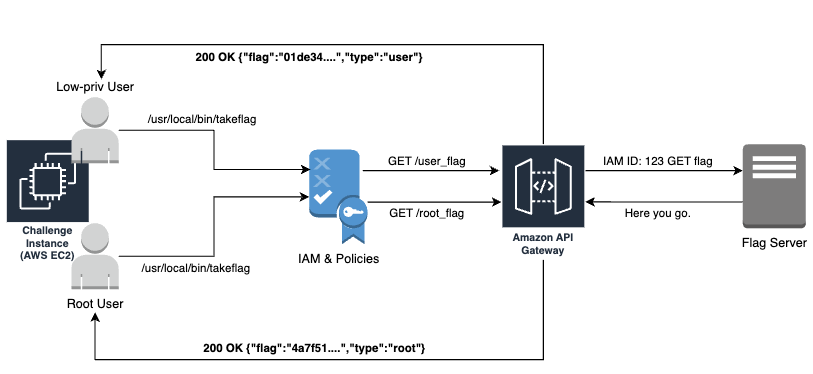 200 OK {"flag":"01de34....","type":"user"}
Low-priv User
/usr/local/bin/takeflag
GET /user_flag
IAM ID: 123 GET flag
GET /root_flag
Here you go.
Challenge
Instance
(AWS EC2)
Amazon API
Gateway
Flag Server
IAM & Policies
/usr/local/bin/takeflag
Root User
200 OK {"flag":"4a7f51....","type":"root"}